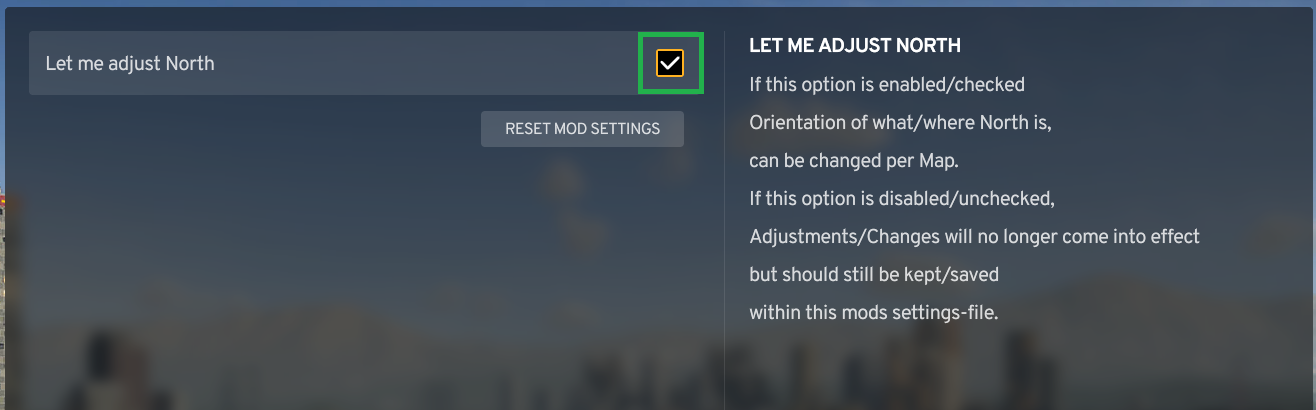 Let me adjust North
RESET MOD SETTINGS
LET ME ADJUST NORTH
If this option is enabled/checked
Orientation of what/where North is,
can be changed per Map.
If this option is disabled/unchecked,
Adjustments/Changes will no longer come into effect
but should still be kept/saved
within this mods settings-file.